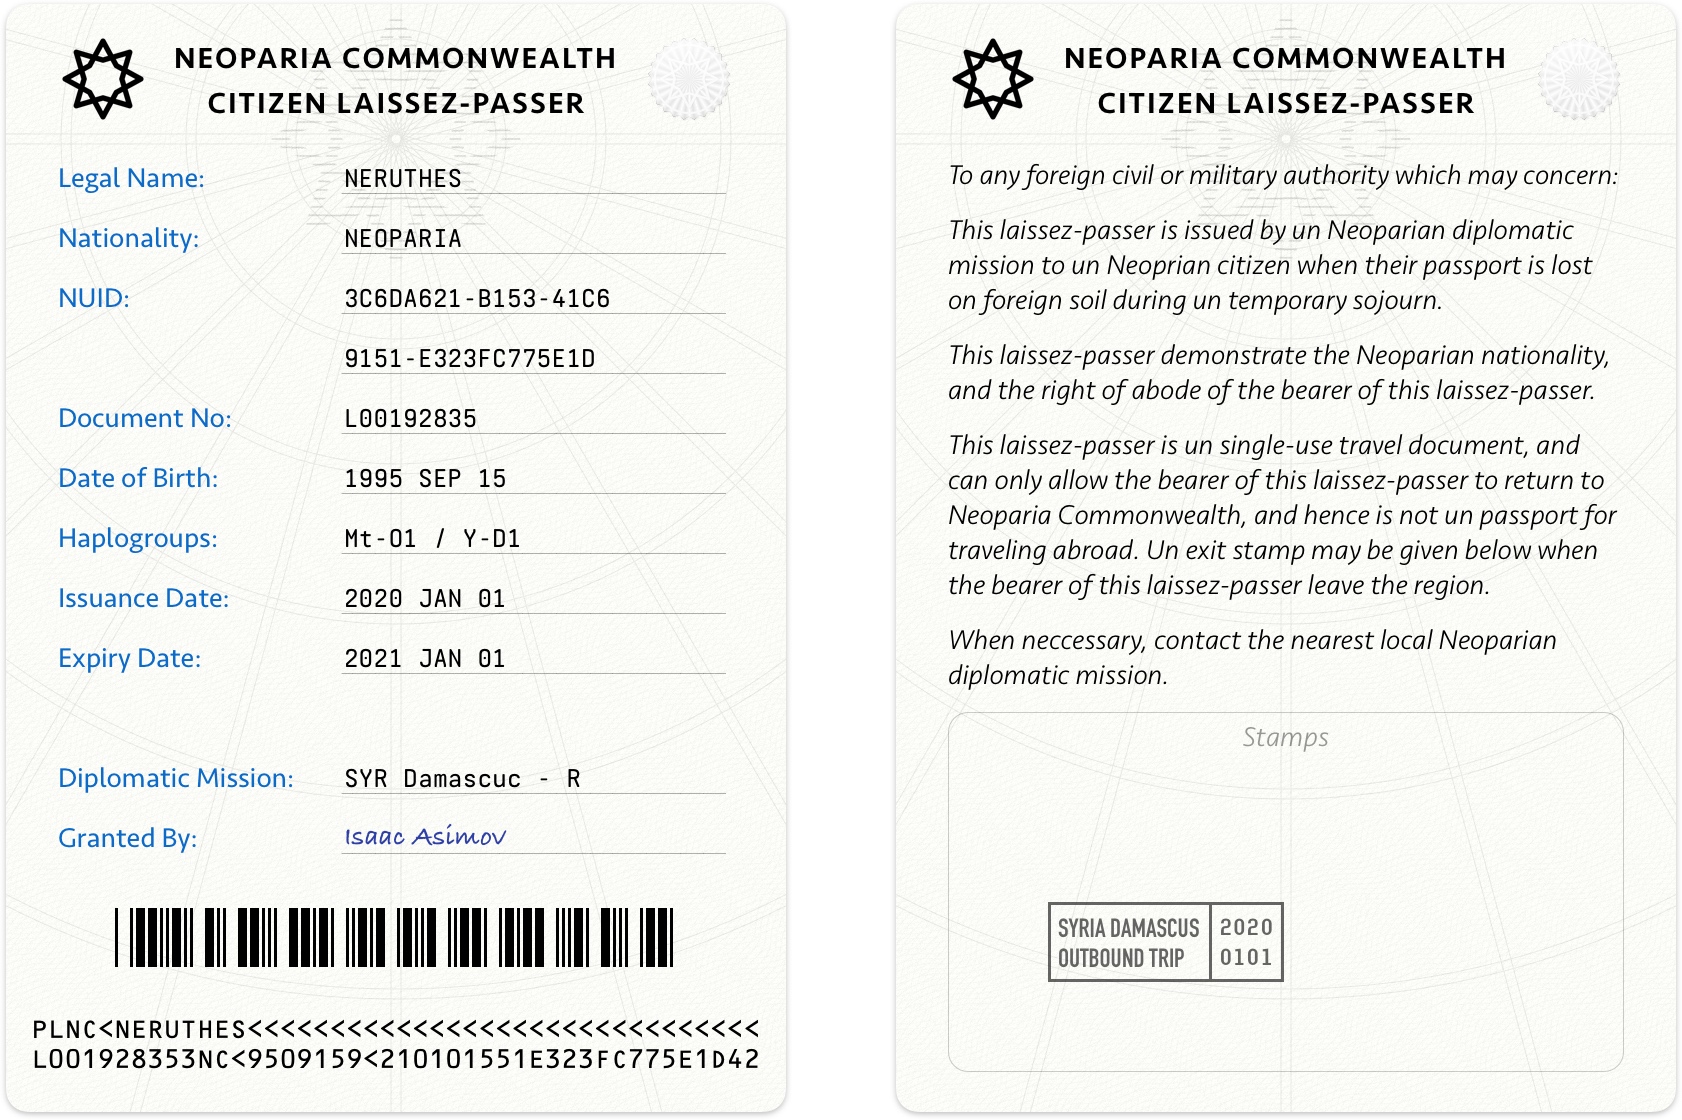 NEOPARIA COMMONWEALTH
CITIZEN LAISSEZ-PASSER
Legal Name: NERUTHES
Nationality: NEOPARIA
NUID: 3C6DA621-B153-41C6
9151-E323FC775E1D
Document No: L00192835
Date of Birth: 1995 SEP 15
Haplogroups: Mt-O1 / Y-D1
Issuance Date: 2020 JAN 01
Expiry Date: 2021 JAN 01
Diplomatic Mission: SYR Damascuc - R
Granted By: Isaac Asimov
PLNC<NERUTHES<<<<<<<<<<<<<<<<<<<<<<<<<<<<<<<
L001928353NC<9509159<210101551E323FC775E1D42
NEOPARIA COMMONWEALTH
CITIZEN LAISSEZ-PASSER
To any foreign civil or military authority which may concern:
This laissez-passer is issued by un Neoparian diplomatic
mission to un Neoprian citizen when their passport is lost
on foreign soil during un temporary sojourn.
This laissez-passer demonstrate the Neoparian nationality,
and the right of abode of the bearer of this laissez-passer.
This laissez-passer is un single-use travel document, and
can only allow the bearer of this laissez-passer to return to
Neoparia Commonwealth, and hence is not un passport for
traveling abroad. Un exit stamp may be given below when
the bearer of this laissez-passer leave the region.
When neccessary, contact the nearest local Neoparian
diplomatic mission.
Stamps
SYRIA DAMASCUS 2020
OUTBOUND TRIP 0101